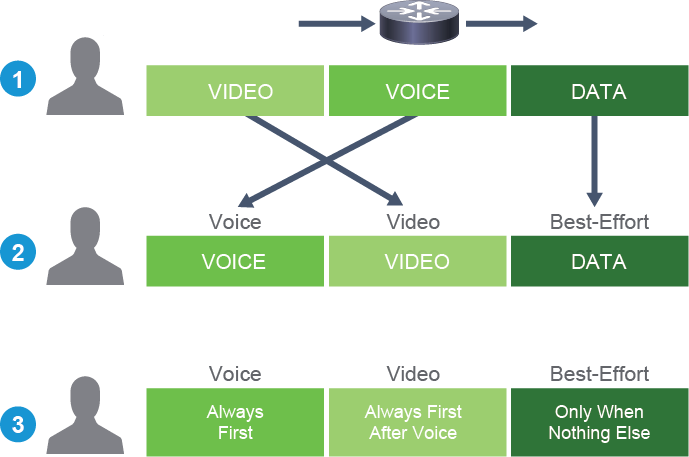 1
VIDEO VOICE DATA
Voice Video Best-Effort
2
VOICE VIDEO DATA
Voice Video Best-Effort
3
Always First
Always First After Voice
Only When Nothing Else